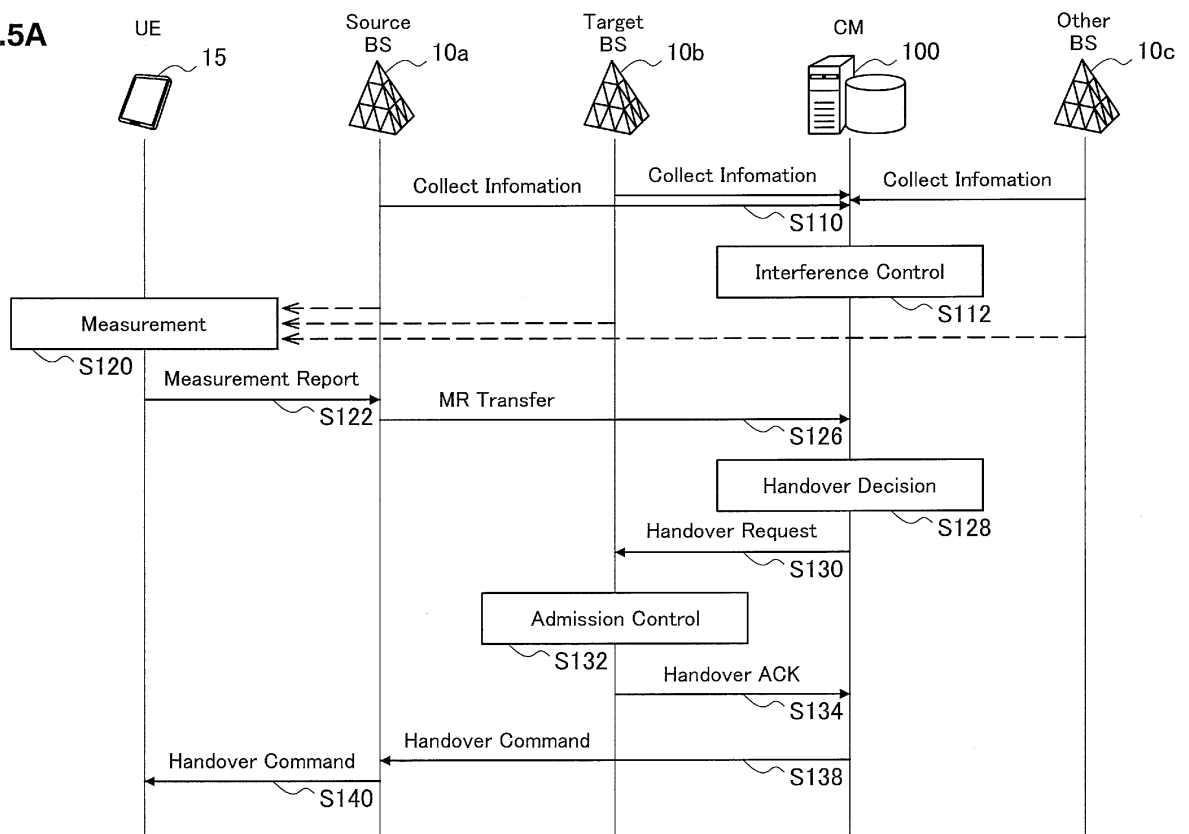 .5A
UE
Source
BS
Target
BS
CM
Other
BS
15
10a
10b
100
10c
Collect Infomation
Collect Infomation
Collect Infomation
S110
Interference Control
S112
Measurement
S120
Measurement Report
S122
MR Transfer
S126
Handover Decision
S128
Handover Request
S130
Admission Control
S132
Handover ACK
S134
Handover Command
S138
Handover Command
S140